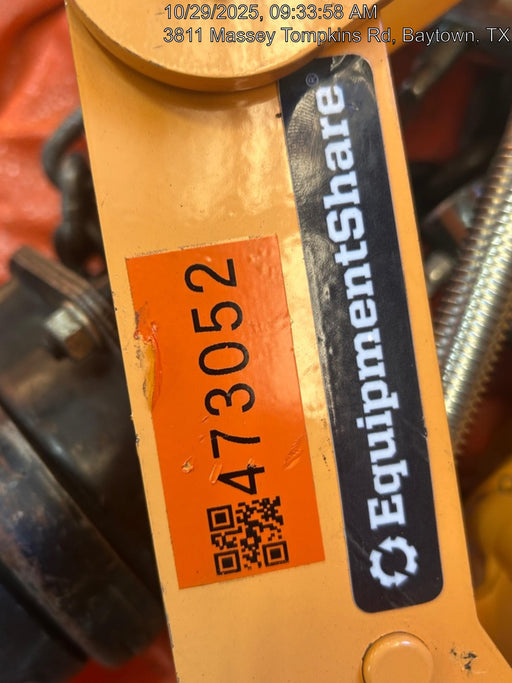 10/29/2025, 09:33:58 AM
3811 Massey Tompkins Rd, Baytown, TX
EquipmentShare®
473052